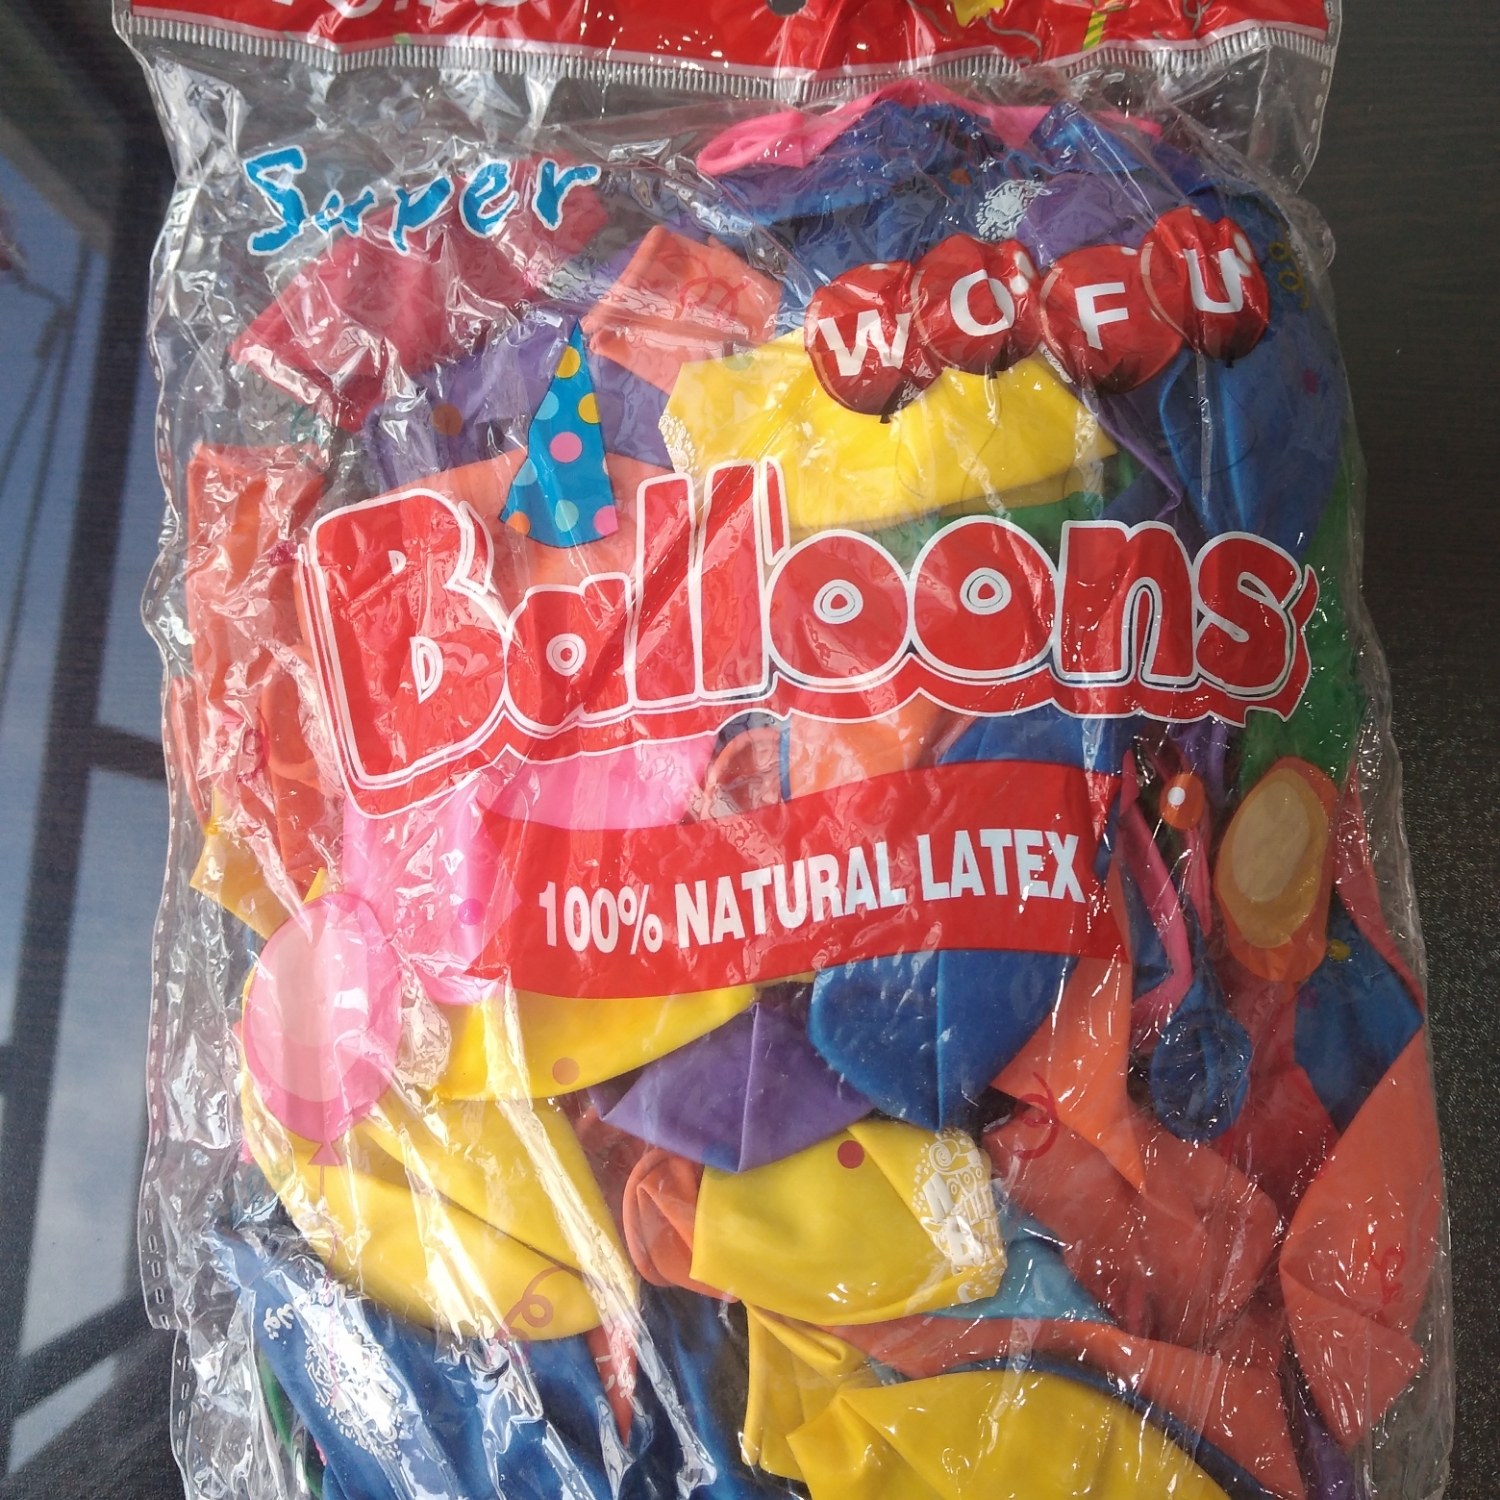 Super
WOFU
Balloons
100% NATURAL LATEX